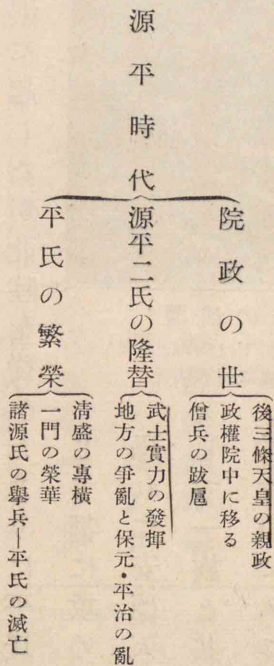 源平時代
院政の世
後三條天皇の親政
政權院中に移る
僧兵の跋扈
源平二氏の隆替
武士實力の發揮
地方の爭亂と保元・平治の亂
平氏の繁榮
淸盛の專橫
一門の榮華
諸源氏の擧兵—平氏の滅亡